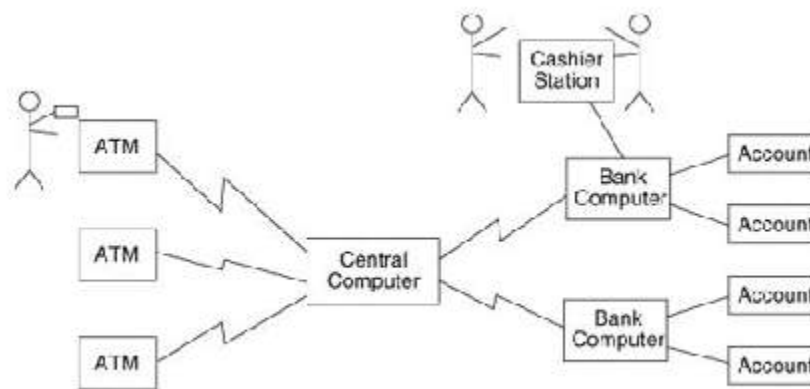 Cashier
Station
ATM
Account
Bank
Computer
Account
ATM
Central
Computer
Account
Bank
Computer
ATM
Account